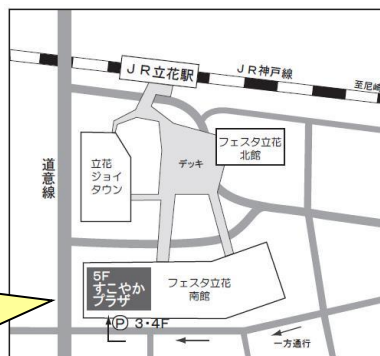 JR立花駅
JR神戸線
至尼崎
フェスタ立花
北館
デッキ
立花
ジョイ
タウン
道意線
5F
すこやか
プラザ
フェスタ立花
南館
Ⓟ 3・4F
一方通行